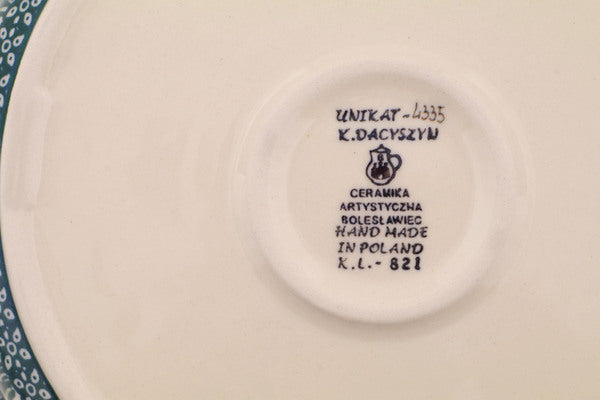 UNIKAT-4335
K.DACYSZYN
B
CERAMIKA
ARTYSTYCZNA
BOLESŁAWIEC
HAND MADE
IN POLAND
K.L.- 821